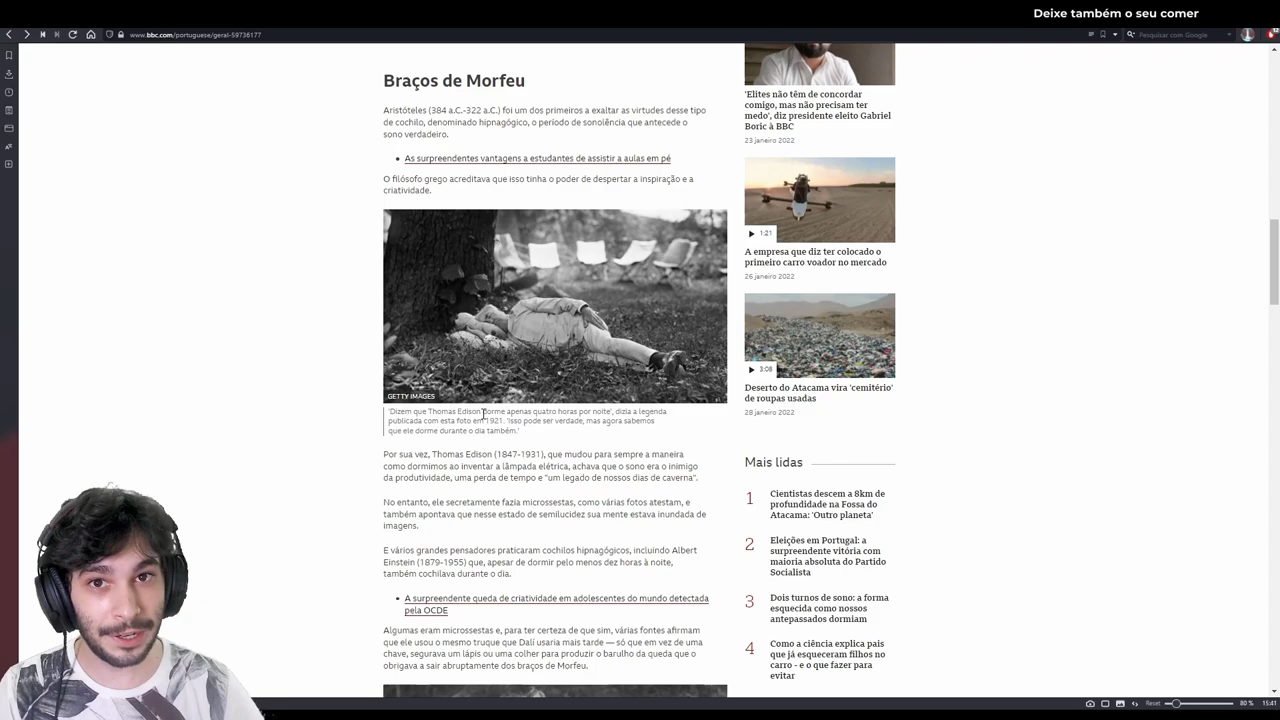 Deixe também o seu comer
www.bbc.com/portuguese/geral-59736177
Pesquisar com Google
Braços de Morfeu
Aristóteles (384 a.C.-322 a.C.) foi um dos primeiros a exaltar as virtudes desse tipo
de cochilo, denominado hipnagógico, o período de sonolência que antecede o
sono verdadeiro.
As surpreendentes vantagens a estudantes de assistir a aulas em pé
O filósofo grego acreditava que isso tinha o poder de despertar a inspiração e a
criatividade.
GETTY IMAGES
'Dizem que Thomas Edison dorme apenas quatro horas por noite', dizia a legenda
publicada com esta foto em 1921. 'Isso pode ser verdade, mas agora sabemos
que ele dorme durante o dia também.'
Por sua vez, Thomas Edison (1847-1931), que mudou para sempre a maneira
como dormimos ao inventar a lâmpada elétrica, achava que o sono era o inimigo
da produtividade, uma perda de tempo e "um legado de nossos dias de caverna".
No entanto, ele secretamente fazia microssestas, como várias fotos atestam, e
também apontava que nesse estado de semilucidez sua mente estava inundada de
imagens.
E vários grandes pensadores praticaram cochilos hipnagógicos, incluindo Albert
Einstein (1879-1955) que, apesar de dormir pelo menos dez horas à noite,
também cochilava durante o dia.
A surpreendente queda de criatividade em adolescentes do mundo detectada
pela OCDE
Algumas eram microssestas e, para ter certeza de que sim, várias fontes afirmam
que ele usou o mesmo truque que Dalí usaria mais tarde — só que em vez de uma
chave, segurava um lápis ou uma colher para produzir o barulho da queda que o
obrigava a sair abruptamente dos braços de Morfeu.
'Elites não têm de concordar
comigo, mas não precisam ter
medo', diz presidente eleito Gabriel
Boric à BBC
23 janeiro 2022
1:21
A empresa que diz ter colocado o
primeiro carro voador no mercado
26 janeiro 2022
3:08
Deserto do Atacama vira 'cemitério'
de roupas usadas
28 janeiro 2022
Mais lidas
1 Cientistas descem a 8km de
profundidade na Fossa do
Atacama: 'Outro planeta'
2 Eleições em Portugal: a
surpreendente vitória com
maioria absoluta do Partido
Socialista
3 Dois turnos de sono: a forma
esquecida como nossos
antepassados dormiam
4 Como a ciência explica pais
que já esqueceram filhos no
carro - e o que fazer para
evitar
Reset
80 %
15:41